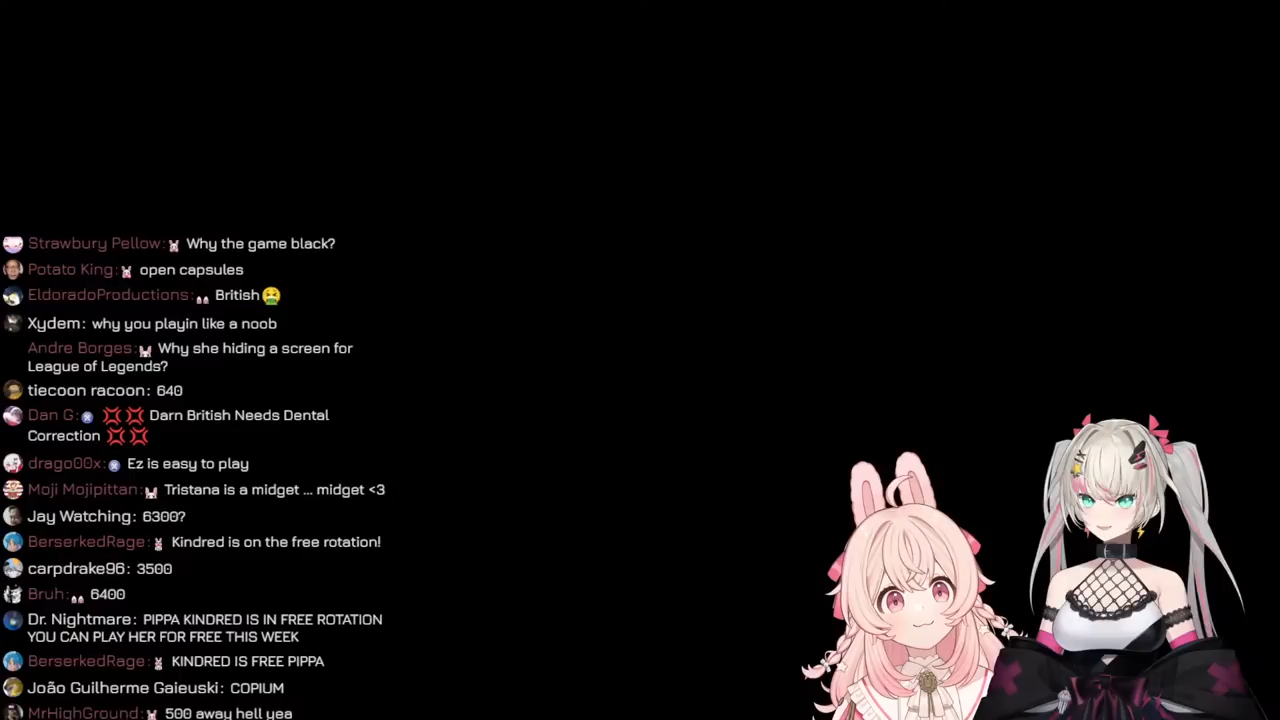 Strawbury Pellow: Why the game black?
Potato King: open capsules
EldoradoProductions: British🤮
Xydem: why you playin like a noob
Andre Borges: Why she hiding a screen for
League of Legends?
tiecoon racoon: 640
Dan G: 💢 💢 Darn British Needs Dental
Correction 💢 💢
drago00x: Ez is easy to play
Moji Mojipittan: Tristana is a midget ... midget <3
Jay Watching: 6300?
BerserkedRage: Kindred is on the free rotation!
carpdrake96: 3500
Bruh: 6400
Dr. Nightmare: PIPPA KINDRED IS IN FREE ROTATION
YOU CAN PLAY HER FOR FREE THIS WEEK
BerserkedRage: KINDRED IS FREE PIPPA
João Guilherme Gaieuski: COPIUM
MrHighGround: 500 away hell yea